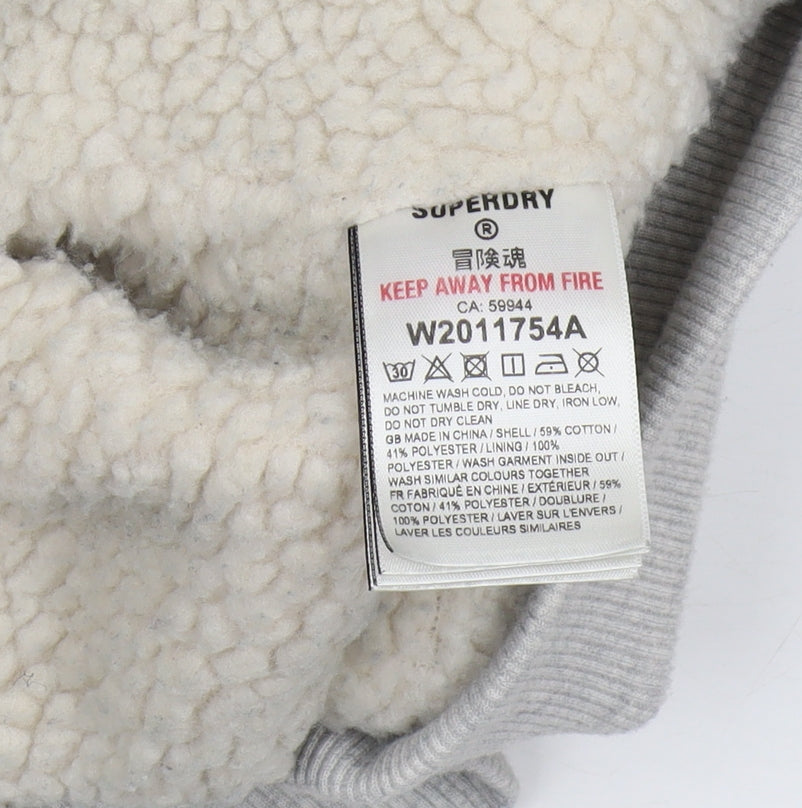 SUPERDRY
®
冒険魂
KEEP AWAY FROM FIRE
CA: 59944
W2011754A
30
MACHINE WASH COLD, DO NOT BLEACH,
DO NOT TUMBLE DRY, LINE DRY, IRON LOW,
DO NOT DRY CLEAN
GB MADE IN CHINA / SHELL / 59% COTTON /
41% POLYESTER / LINING / 100%
POLYESTER / WASH GARMENT INSIDE OUT /
WASH SIMILAR COLOURS TOGETHER
FR FABRIQUÉ EN CHINE / EXTÉRIEUR / 59%
COTON / 41% POLYESTER / DOUBLURE /
100% POLYESTER / LAVER SUR L'ENVERS /
LAVER LES COULEURS SIMILAIRES